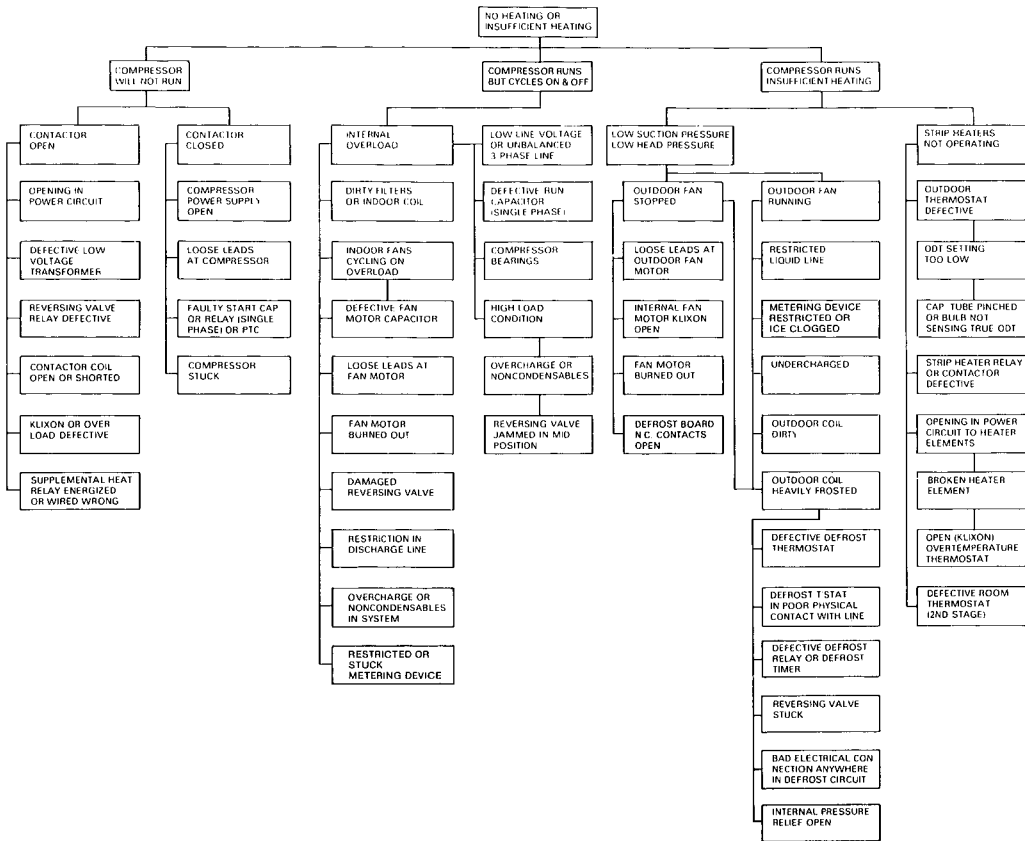 NO HEATING OR
INSUFFICIENT HEATING
COMPRESSOR
WILL NOT RUN
CONTACTOR
OPEN
OPENING IN
POWER CIRCUIT
DEFECTIVE LOW
VOLTAGE
TRANSFORMER
REVERSING VALVE
RELAY DEFECTIVE
CONTACTOR COIL
OPEN OR SHORTED
KLIXON OR OVER
LOAD DEFECTIVE
SUPPLEMENTAL HEAT
RELAY ENERGIZED
OR WIRED WRONG
CONTACTOR
CLOSED
COMPRESSOR
POWER SUPPLY
OPEN
LOOSE LEADS
AT COMPRESSOR
FAULTY START CAP
OR RELAY (SINGLE
PHASE) OR PTC
COMPRESSOR
STUCK
COMPRESSOR RUNS
BUT CYCLES ON & OFF
INTERNAL
OVERLOAD
DIRTY FILTERS
OR INDOOR COIL
INDOOR FANS
CYCLING ON
OVERLOAD
DEFECTIVE FAN
MOTOR CAPACITOR
LOOSE LEADS AT
FAN MOTOR
FAN MOTOR
BURNED OUT
DAMAGED
REVERSING VALVE
RESTRICTION IN
DISCHARGE LINE
OVERCHARGE OR
NONCONDENSABLES
IN SYSTEM
RESTRICTED OR
STUCK
METERING DEVICE
LOW LINE VOLTAGE
OR UNBALANCED
3 PHASE LINE
DEFECTIVE RUN
CAPACITOR
(SINGLE PHASE)
COMPRESSOR
BEARINGS
HIGH LOAD
CONDITION
OVERCHARGE OR
NONCONDENSABLES
REVERSING VALVE
JAMMED IN MID
POSITION
COMPRESSOR RUNS
INSUFFICIENT HEATING
LOW SUCTION PRESSURE
LOW HEAD PRESSURE
OUTDOOR FAN
STOPPED
LOOSE LEADS AT
OUTDOOR FAN
MOTOR
INTERNAL FAN
MOTOR KLIXON
OPEN
FAN MOTOR
BURNED OUT
DEFROST BOARD
N.C. CONTACTS
OPEN
OUTDOOR FAN
RUNNING
RESTRICTED
LIQUID LINE
METERING DEVICE
RESTRICTED OR
ICE CLOGGED
UNDERCHARGED
OUTDOOR COIL
DIRTY
OUTDOOR COIL
HEAVILY FROSTED
DEFECTIVE DEFROST
THERMOSTAT
DEFROST T'STAT
IN POOR PHYSICAL
CONTACT WITH LINE
DEFECTIVE DEFROST
RELAY OR DEFROST
TIMER
REVERSING VALVE
STUCK
BAD ELECTRICAL CON
NECTION ANYWHERE
IN DEFROST CIRCUIT
INTERNAL PRESSURE
RELIEF OPEN
STRIP HEATERS
NOT OPERATING
OUTDOOR
THERMOSTAT
DEFECTIVE
ODT SETTING
TOO LOW
CAP. TUBE PINCHED
OR BULB NOT
SENSING TRUE ODT
STRIP HEATER RELAY
OR CONTACTOR
DEFECTIVE
OPENING IN POWER
CIRCUIT TO HEATER
ELEMENTS
BROKEN HEATER
ELEMENT
OPEN (KLIXON)
OVERTEMPERATURE
THERMOSTAT
DEFECTIVE ROOM
THERMOSTAT
(2ND STAGE)